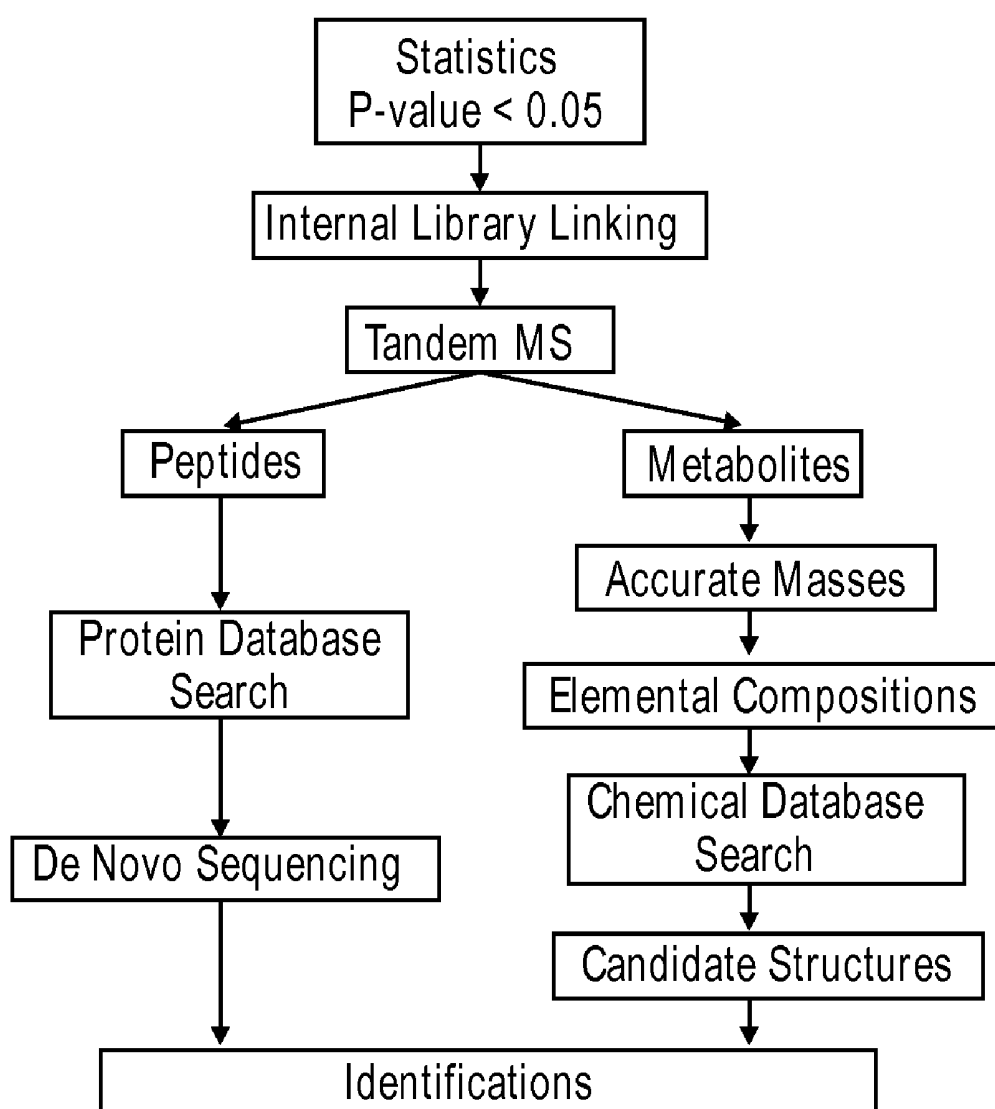 Statistics
P-value < 0.05
Internal Library Linking
Tandem MS
Peptides
Metabolites
Accurate Masses
Protein Database
Search
Elemental Compositions
Chemical Database
Search
De Novo Sequencing
Candidate Structures
Identifications